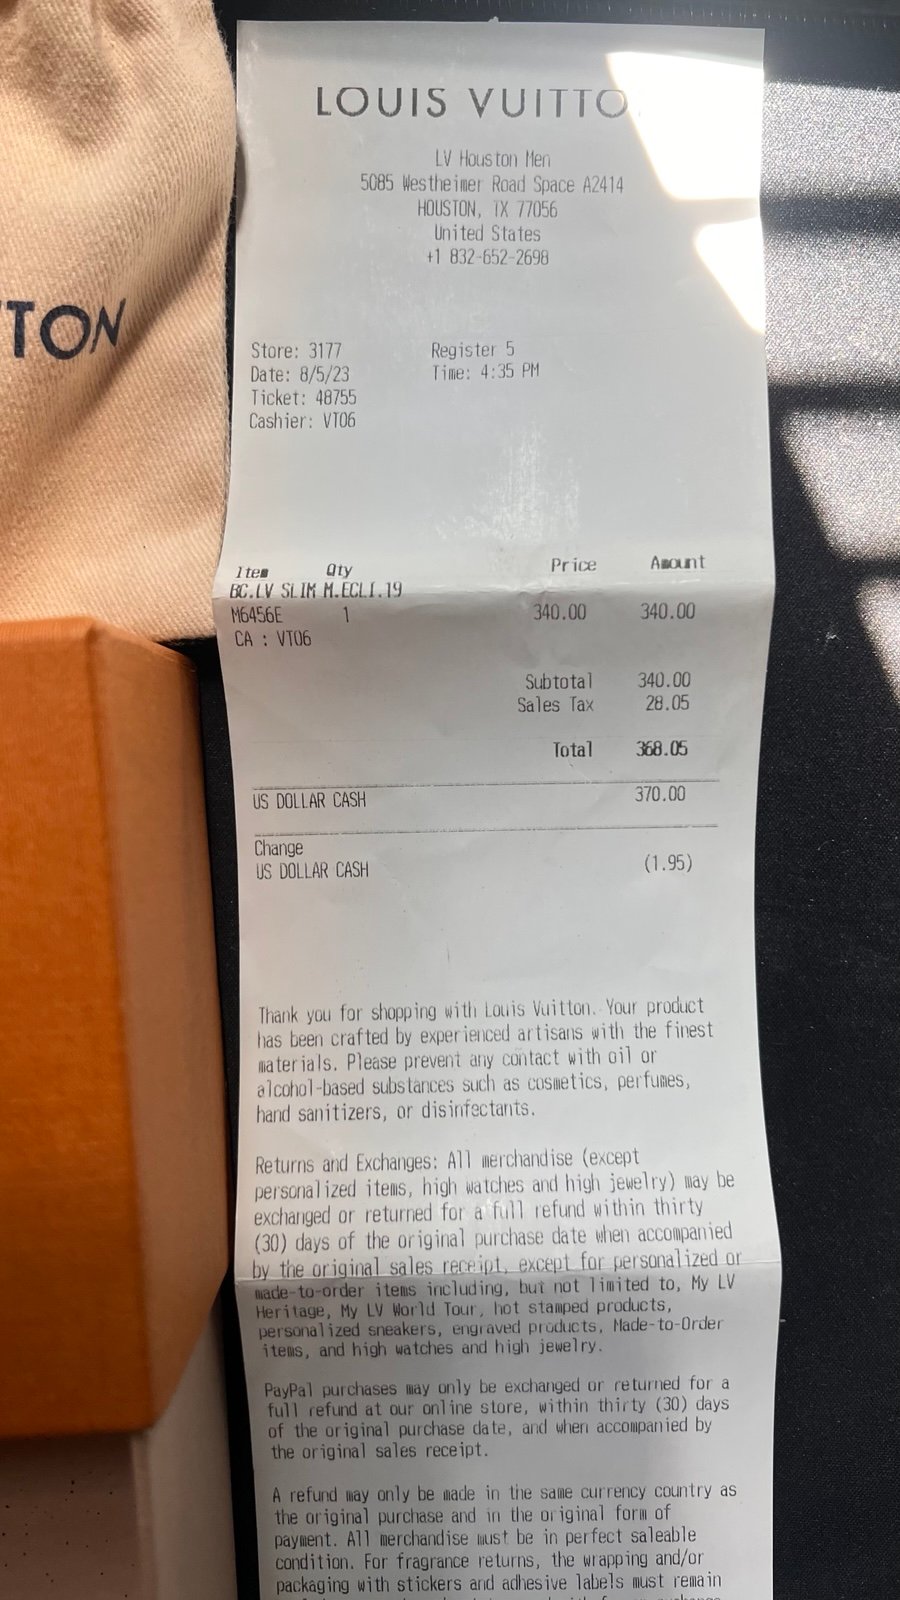 TTON
LOUIS VUITTO
LV Houston Men
5085 Westheimer Road Space A2414
HOUSTON, TX 77056
United States
+1 832-652-2698
Store: 3177 Register 5
Date: 8/5/23 Time: 4:35 PM
Ticket: 48755
Cashier: VT06
Item Qty Price Amount
BC.LV SLIM M.ECLI.19
M6456E 1 340.00 340.00
CA : VT06
Subtotal 340.00
Sales Tax 28.05
Total 368.05
US DOLLAR CASH 370.00
Change
US DOLLAR CASH (1.95)
Thank you for shopping with Louis Vuitton. Your product
has been crafted by experienced artisans with the finest
materials. Please prevent any contact with oil or
alcohol-based substances such as cosmetics, perfumes,
hand sanitizers, or disinfectants.
Returns and Exchanges: All merchandise (except
personalized items, high watches and high jewelry) may be
exchanged or returned for a full refund within thirty
(30) days of the original purchase date when accompanied
by the original sales receipt, except for personalized or
made-to-order items including, but not limited to, My LV
Heritage, My LV World Tour, hot stamped products,
personalized sneakers, engraved products, Made-to-Order
items, and high watches and high jewelry.
PayPal purchases may only be exchanged or returned for a
full refund at our online store, within thirty (30) days
of the original purchase date, and when accompanied by
the original sales receipt.
A refund may only be made in the same currency country as
the original purchase and in the original form of
payment. All merchandise must be in perfect saleable
condition. For fragrance returns, the wrapping and/or
packaging with stickers and adhesive labels must remain